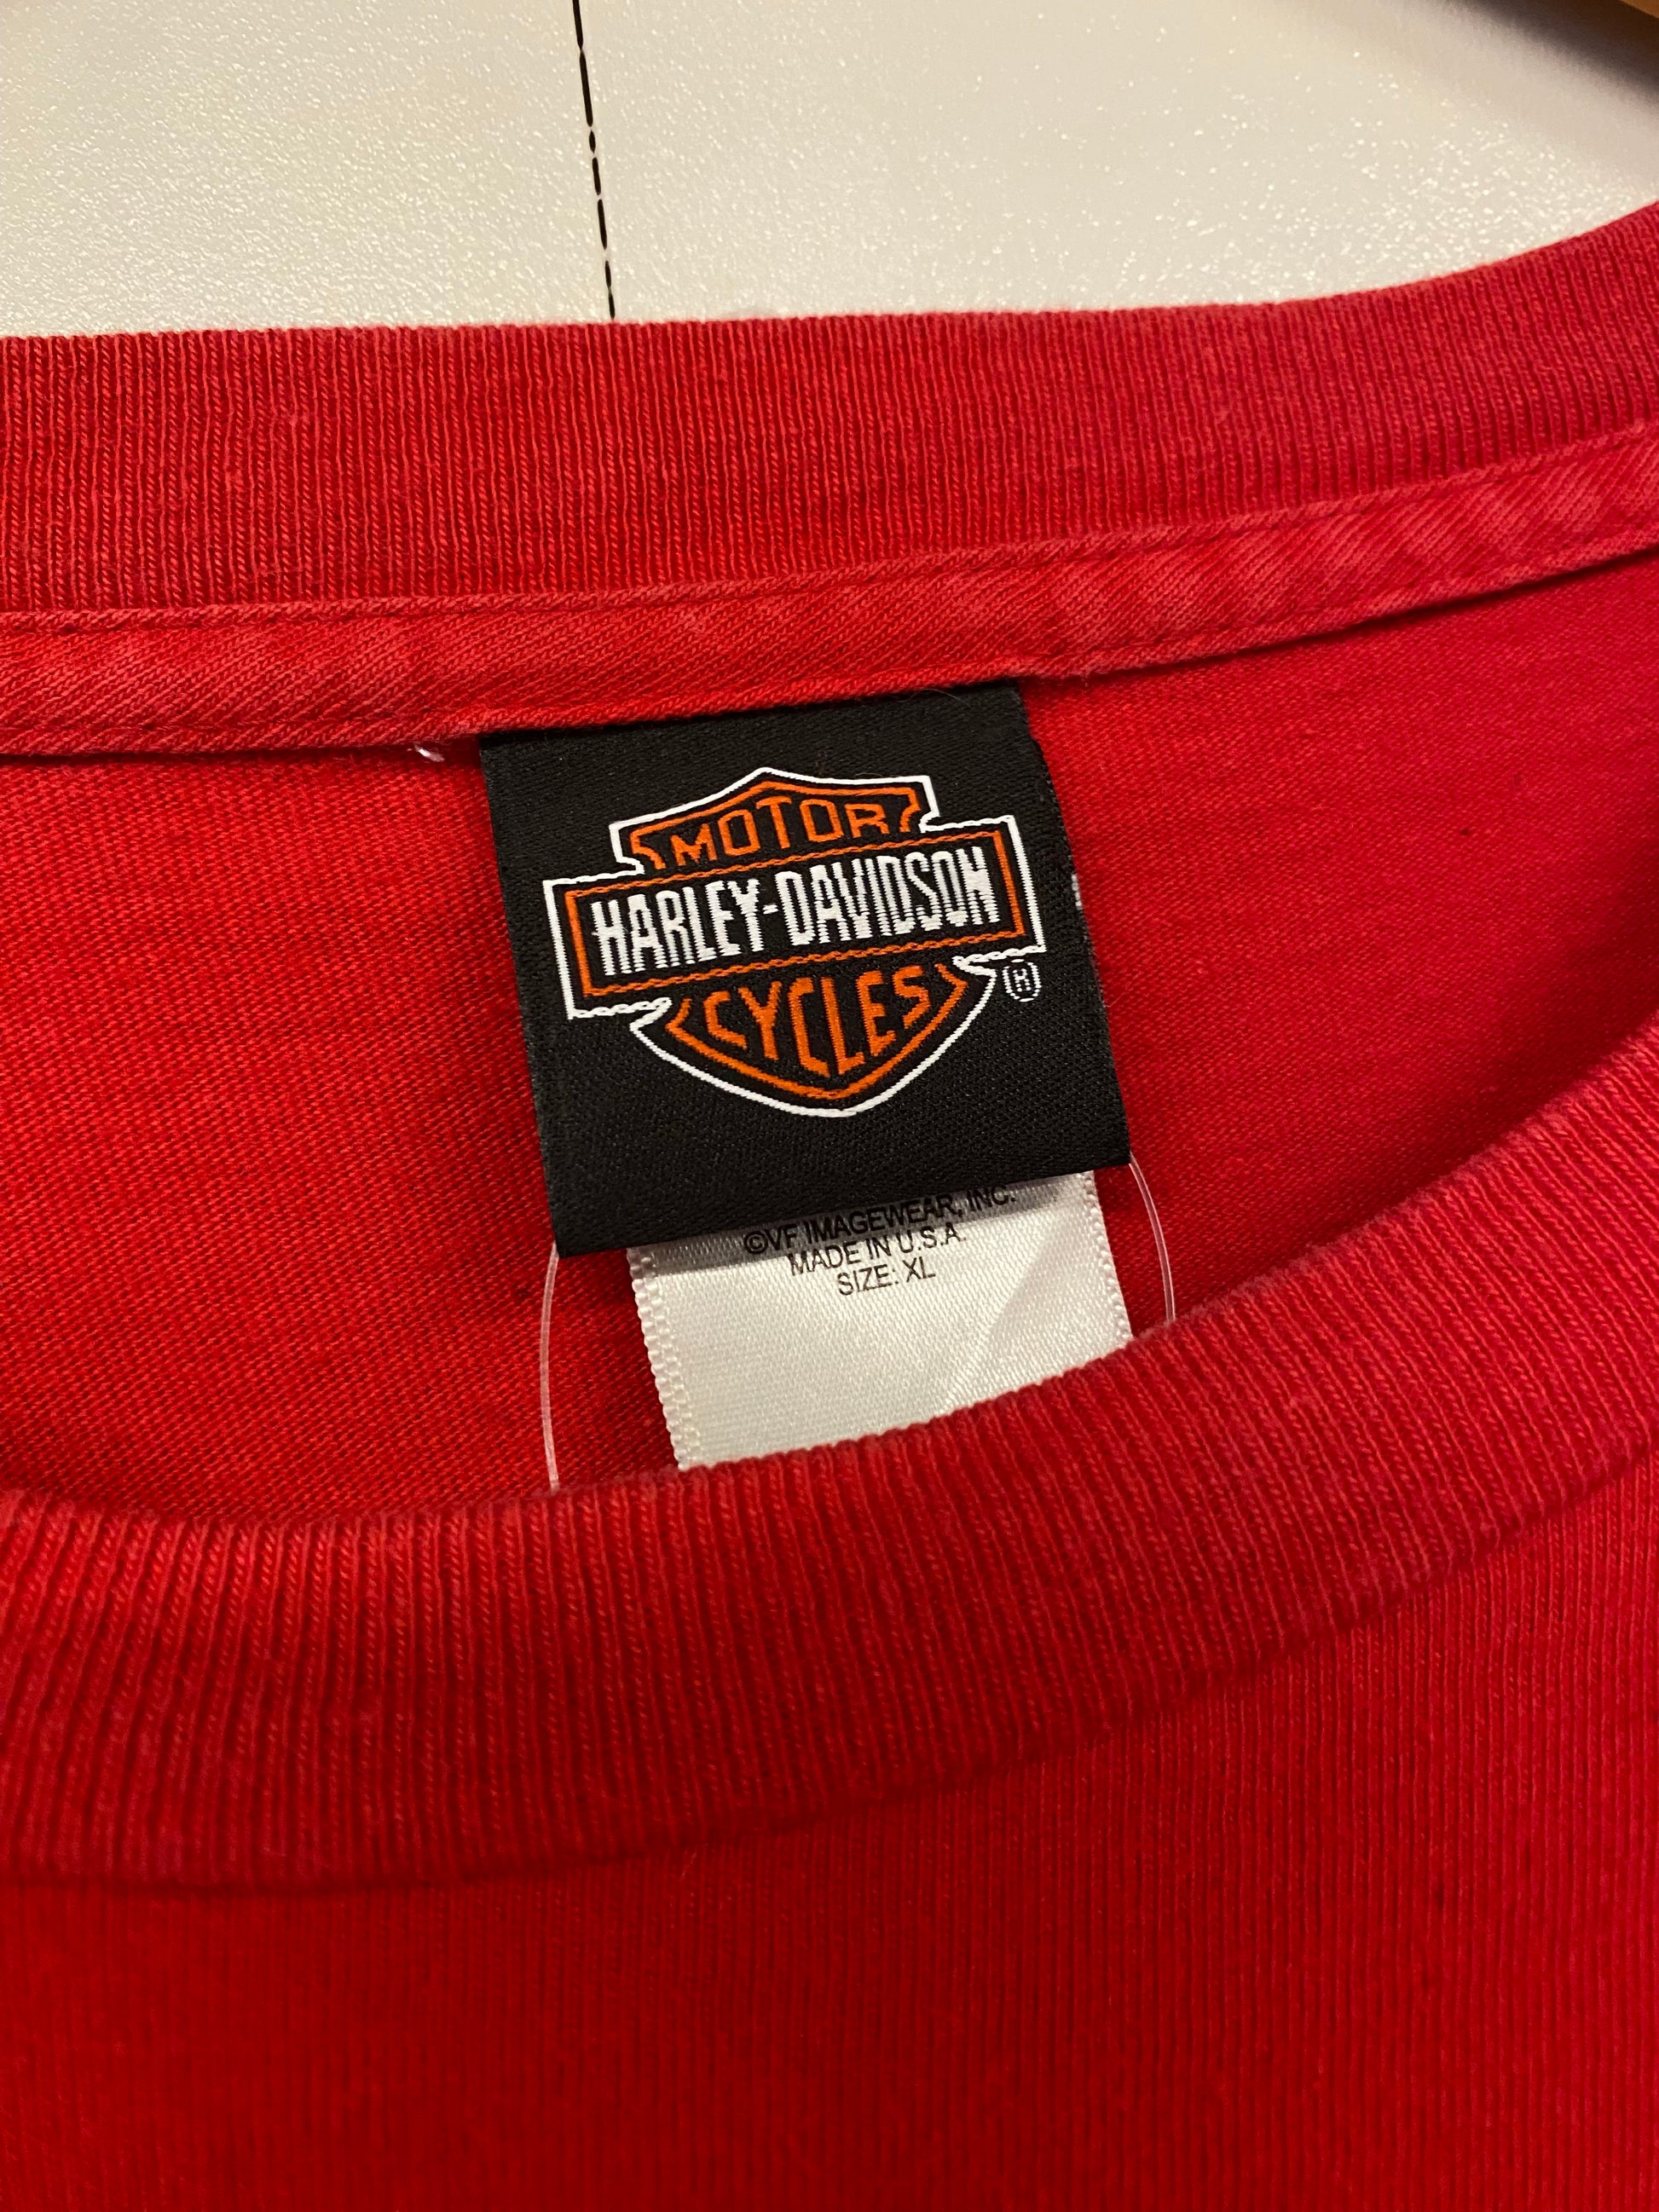 MOTOR
HARLEY-DAVIDSON
CYCLES
®
©VF IMAGEWEAR, INC.
MADE IN U.S.A.
SIZE: XL